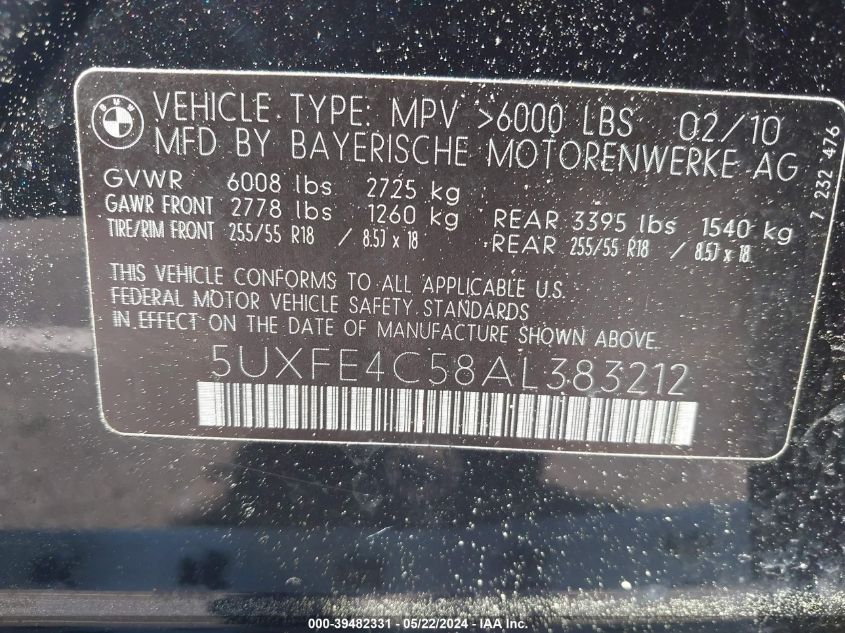 BMW
VEHICLE TYPE: MPV >6000 LBS 02/10
MFD BY BAYERISCHE MOTORENWERKE AG
GVWR 6008 lbs 2725 kg
GAWR FRONT 2778 lbs 1260 kg REAR 3395 lbs 1540 kg
TIRE/RIM FRONT 255/55 R18 / 8.5J x 18 REAR 255/55 R18 / 8.5J x 18
7 232 476
THIS VEHICLE CONFORMS TO ALL APPLICABLE U.S.
FEDERAL MOTOR VEHICLE SAFETY STANDARDS
IN EFFECT ON THE DATE OF MANUFACTURE SHOWN ABOVE.
5UXFE4C58AL383212
000-39482331 - 05/22/2024 - IAA Inc.